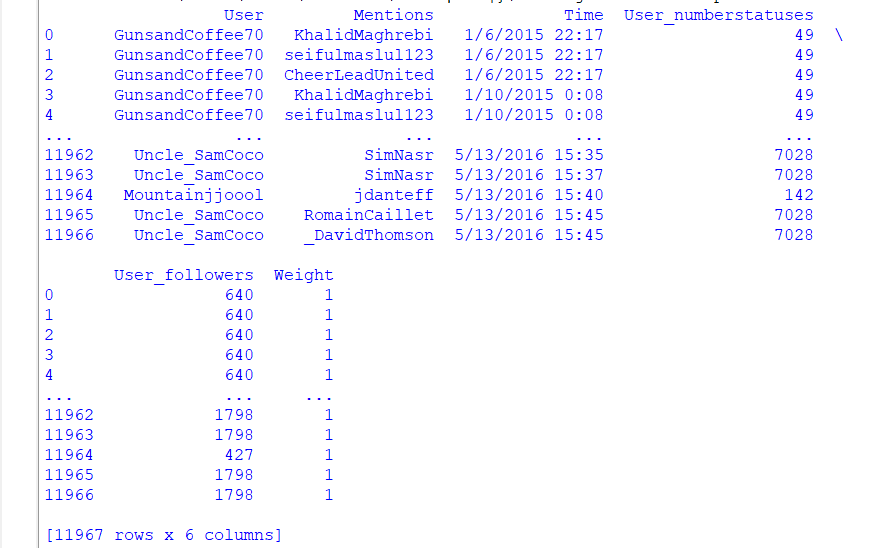 User Mentions Time User_numberstatuses
0 GunsandCoffee70 KhalidMaghrebi 1/6/2015 22:17 49 \
1 GunsandCoffee70 seifulmaslul123 1/6/2015 22:17 49
2 GunsandCoffee70 CheerLeadUnited 1/6/2015 22:17 49
3 GunsandCoffee70 KhalidMaghrebi 1/10/2015 0:08 49
4 GunsandCoffee70 seifulmaslul123 1/10/2015 0:08 49
... ... ... ... ...
11962 Uncle_SamCoco SimNasr 5/13/2016 15:35 7028
11963 Uncle_SamCoco SimNasr 5/13/2016 15:37 7028
11964 Mountainjjoool jdanteff 5/13/2016 15:40 142
11965 Uncle_SamCoco RomainCaillet 5/13/2016 15:45 7028
11966 Uncle_SamCoco _DavidThomson 5/13/2016 15:45 7028
User_followers Weight
0 640 1
1 640 1
2 640 1
3 640 1
4 640 1
... ... ...
11962 1798 1
11963 1798 1
11964 427 1
11965 1798 1
11966 1798 1
[11967 rows x 6 columns]